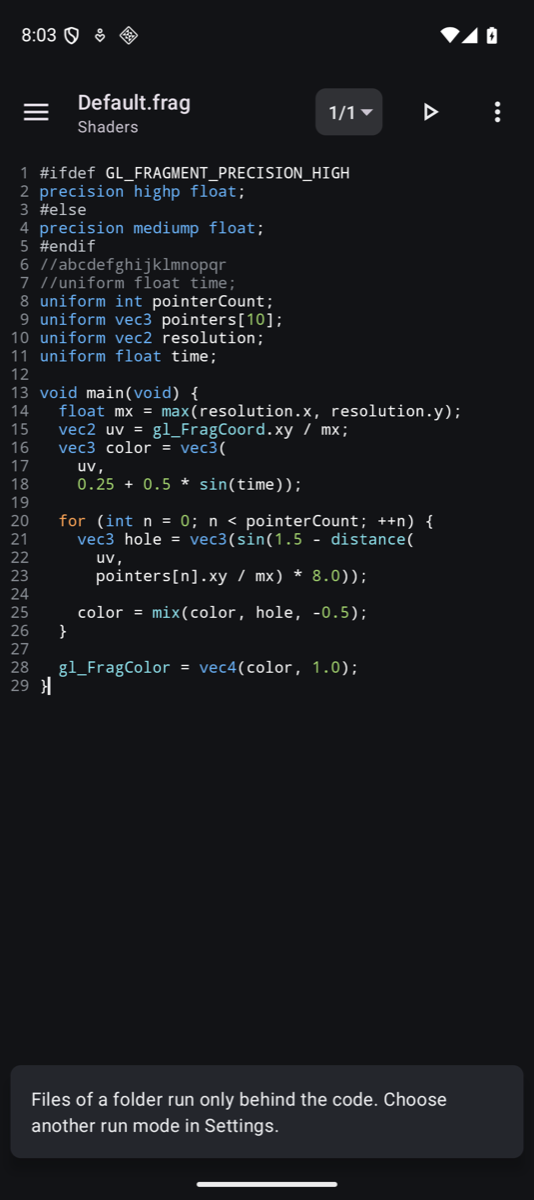 8:03
Default.frag
Shaders
1/1
1 #ifdef GL_FRAGMENT_PRECISION_HIGH
2 precision highp float;
3 #else
4 precision mediump float;
5 #endif
6 //abcdefghijklmnopqr
7 //uniform float time;
8 uniform int pointerCount;
9 uniform vec3 pointers[10];
10 uniform vec2 resolution;
11 uniform float time;
12
13 void main(void) {
14   float mx = max(resolution.x, resolution.y);
15   vec2 uv = gl_FragCoord.xy / mx;
16   vec3 color = vec3(
17     uv,
18     0.25 + 0.5 * sin(time));
19
20   for (int n = 0; n < pointerCount; ++n) {
21     vec3 hole = vec3(sin(1.5 - distance(
22       uv,
23       pointers[n].xy / mx) * 8.0));
24
25     color = mix(color, hole, -0.5);
26   }
27
28   gl_FragColor = vec4(color, 1.0);
29 }
Files of a folder run only behind the code. Choose
another run mode in Settings.